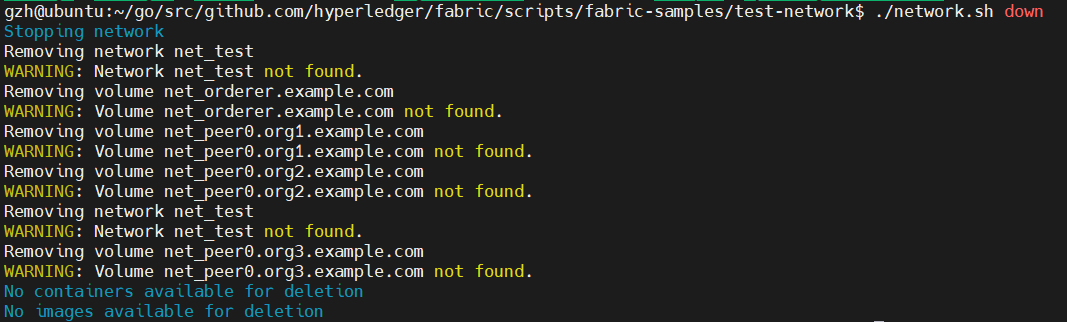 gzh@ubuntu:~/go/src/github.com/hyperledger/fabric/scripts/fabric-samples/test-network$ ./network.sh down
Stopping network
Removing network net_test
WARNING: Network net_test not found.
Removing volume net_orderer.example.com
WARNING: Volume net_orderer.example.com not found.
Removing volume net_peer0.org1.example.com
WARNING: Volume net_peer0.org1.example.com not found.
Removing volume net_peer0.org2.example.com
WARNING: Volume net_peer0.org2.example.com not found.
Removing network net_test
WARNING: Network net_test not found.
Removing volume net_peer0.org3.example.com
WARNING: Volume net_peer0.org3.example.com not found.
No containers available for deletion
No images available for deletion